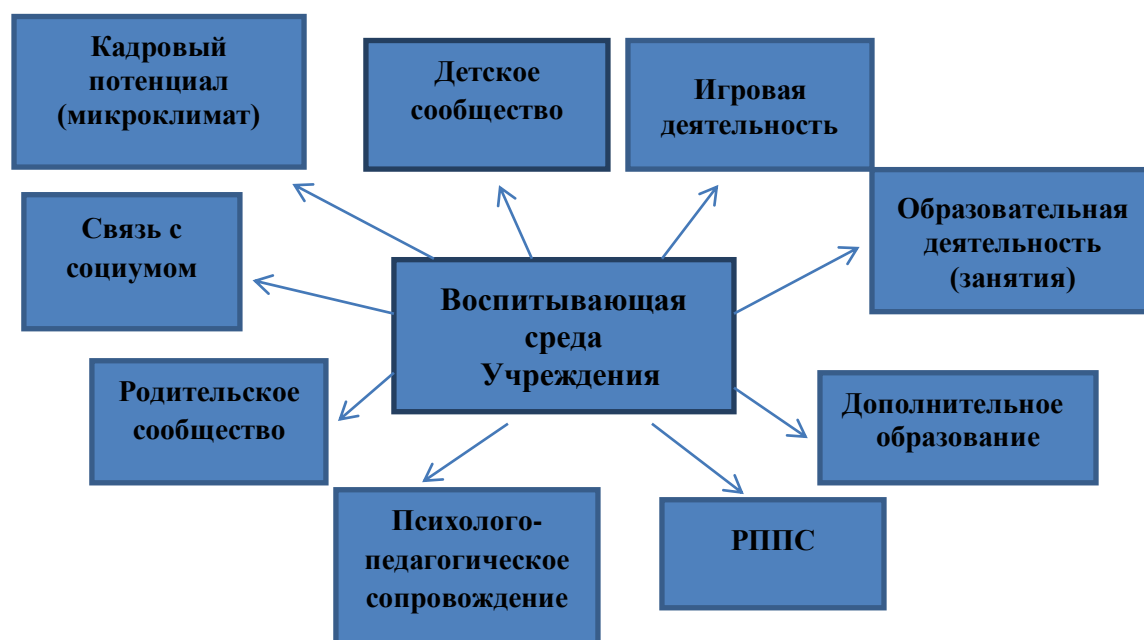 Кадровый
потенциал
(микроклимат)
Детское
сообщество
Игровая
деятельность
Образовательная
деятельность
(занятия)
Связь с
социумом
Воспитывающая
среда
Учреждения
Родительское
сообщество
Дополнительное
образование
Психолого-
педагогическое
сопровождение
РППС